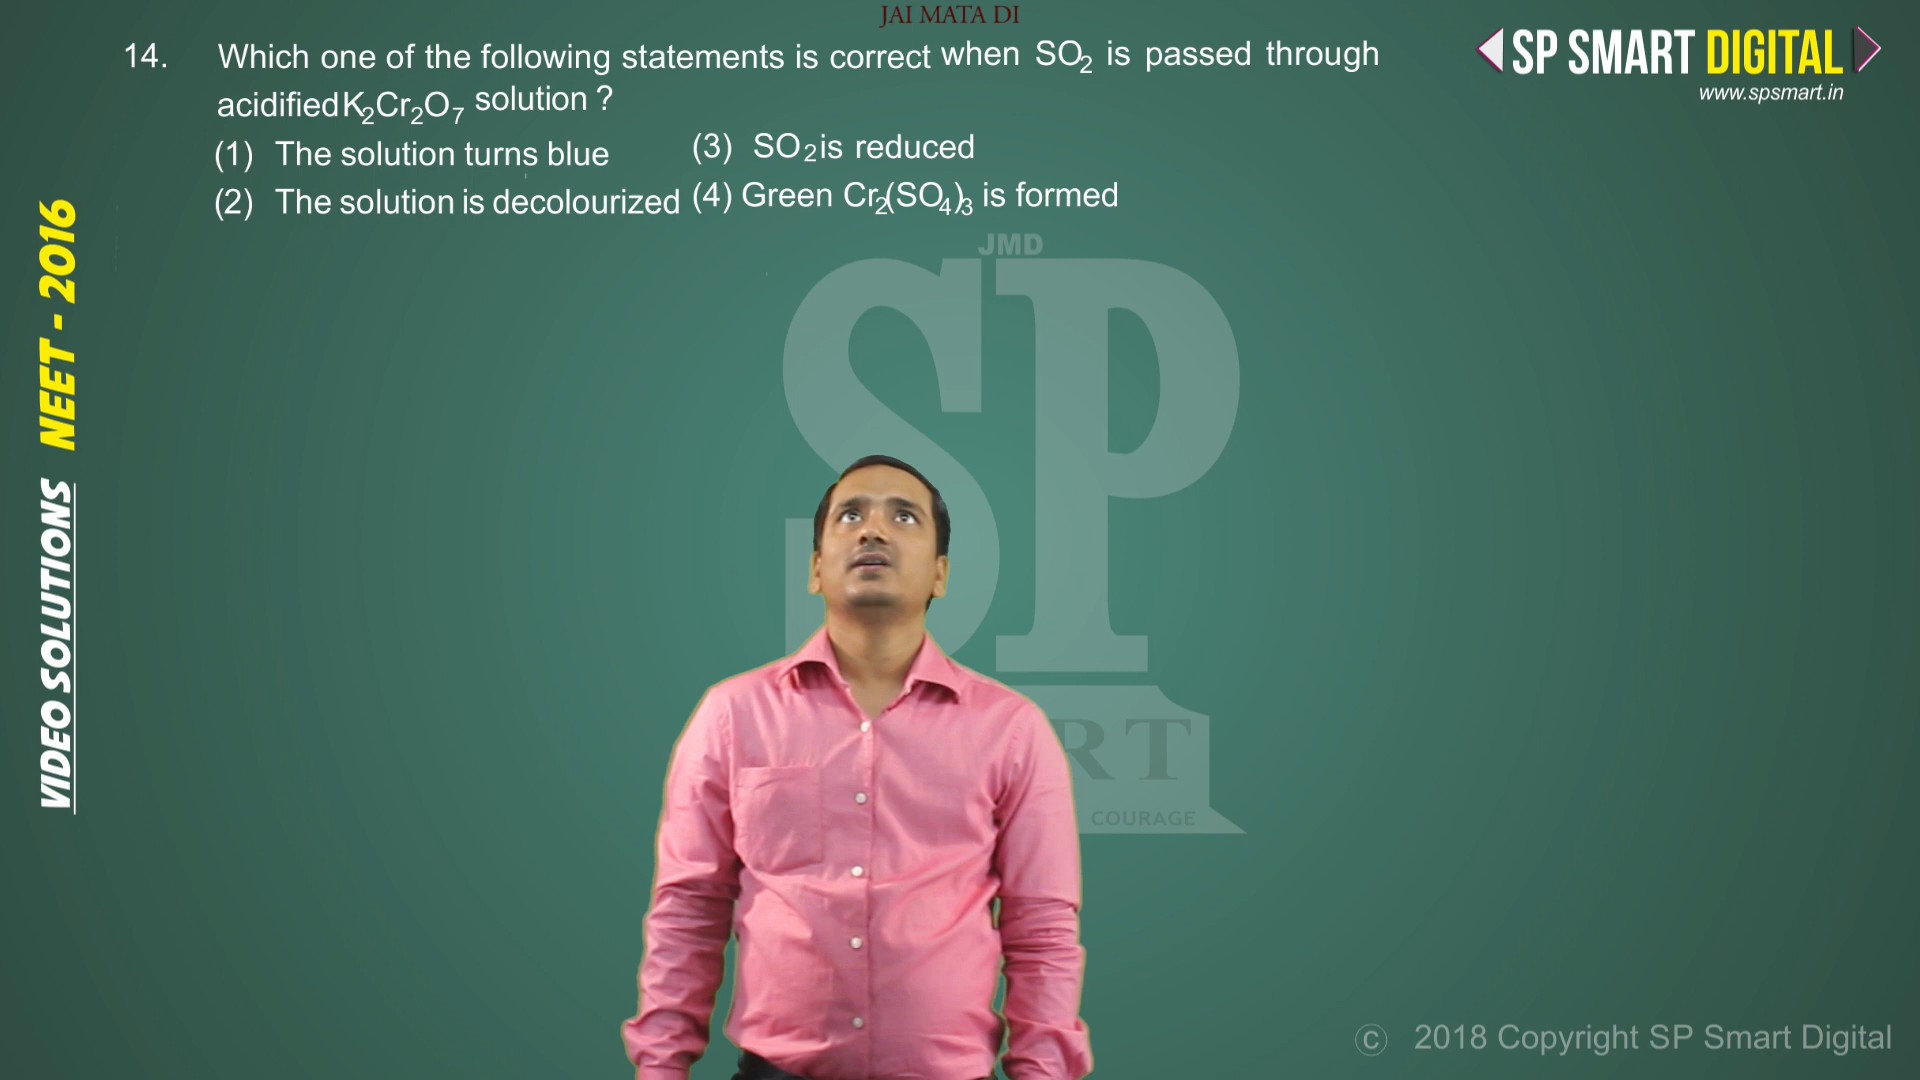 JAI MATA DI
SP SMART DIGITAL
www.spsmart.in
14. Which one of the following statements is correct when SO2 is passed through
acidified K2Cr2O7 solution ?
(1) The solution turns blue (3) SO2 is reduced
(2) The solution is decolourized (4) Green Cr2(SO4)3 is formed
VIDEO SOLUTIONS NEET - 2016
JMD
SP
RT
COURAGE
© 2018 Copyright SP Smart Digital